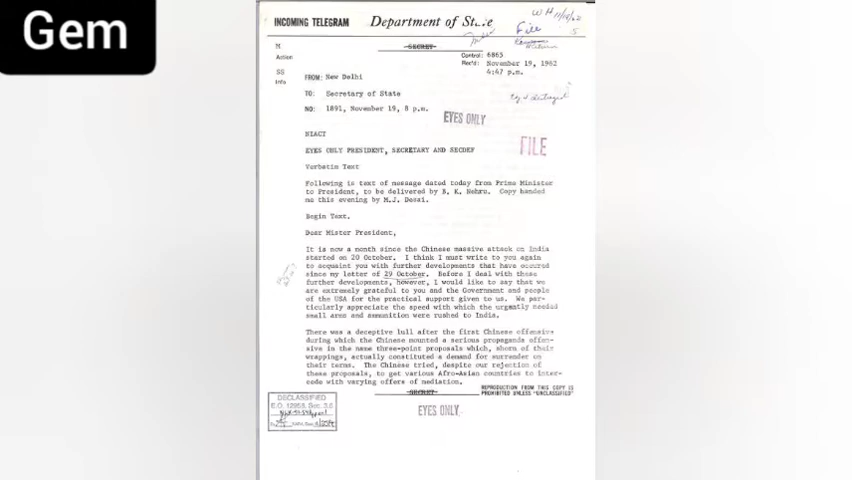 Gem
INCOMING TELEGRAM Department of State
SECRET
M
Action
SS
Info
Control: 6865
Rec'd: November 19, 1962
4:47 p.m.
FROM: New Delhi
TO: Secretary of State
NO: 1891, November 19, 8 p.m.
EYES ONLY
FILE
NIACT
EYES ONLY PRESIDENT, SECRETARY AND SECDEF
Verbatim Text
Following is text of message dated today from Prime Minister
to President, to be delivered by B. K. Nehru. Copy handed
me this evening by M.J. Desai.
Begin Text.
Dear Mister President,
It is now a month since the Chinese massive attack on India
started on 20 October. I think I must write to you again
to acquaint you with further developments that have occured
since my letter of 29 October. Before I deal with these
further developments, however, I would like to say that we
are extremely grateful to you and the Government and people
of the USA for the practical support given to us. We par-
ticularly appreciate the speed with which the urgently needed
small arms and ammunition were rushed to India.
There was a deceptive lull after the first Chinese offensive
during which the Chinese mounted a serious propaganda offen-
sive in the name three-point proposals which, shorn of their
wrappings, actually constituted a demand for surrender on
their terms. The Chinese tried, despite our rejection of
these proposals, to get various Afro-Asian countries to inter-
cede with varying offers of mediation.
SECRET
REPRODUCTION FROM THIS COPY IS
PROHIBITED UNLESS "UNCLASSIFIED"
DECLASSIFIED
E.O. 12958, Sec. 3.6
EYES ONLY